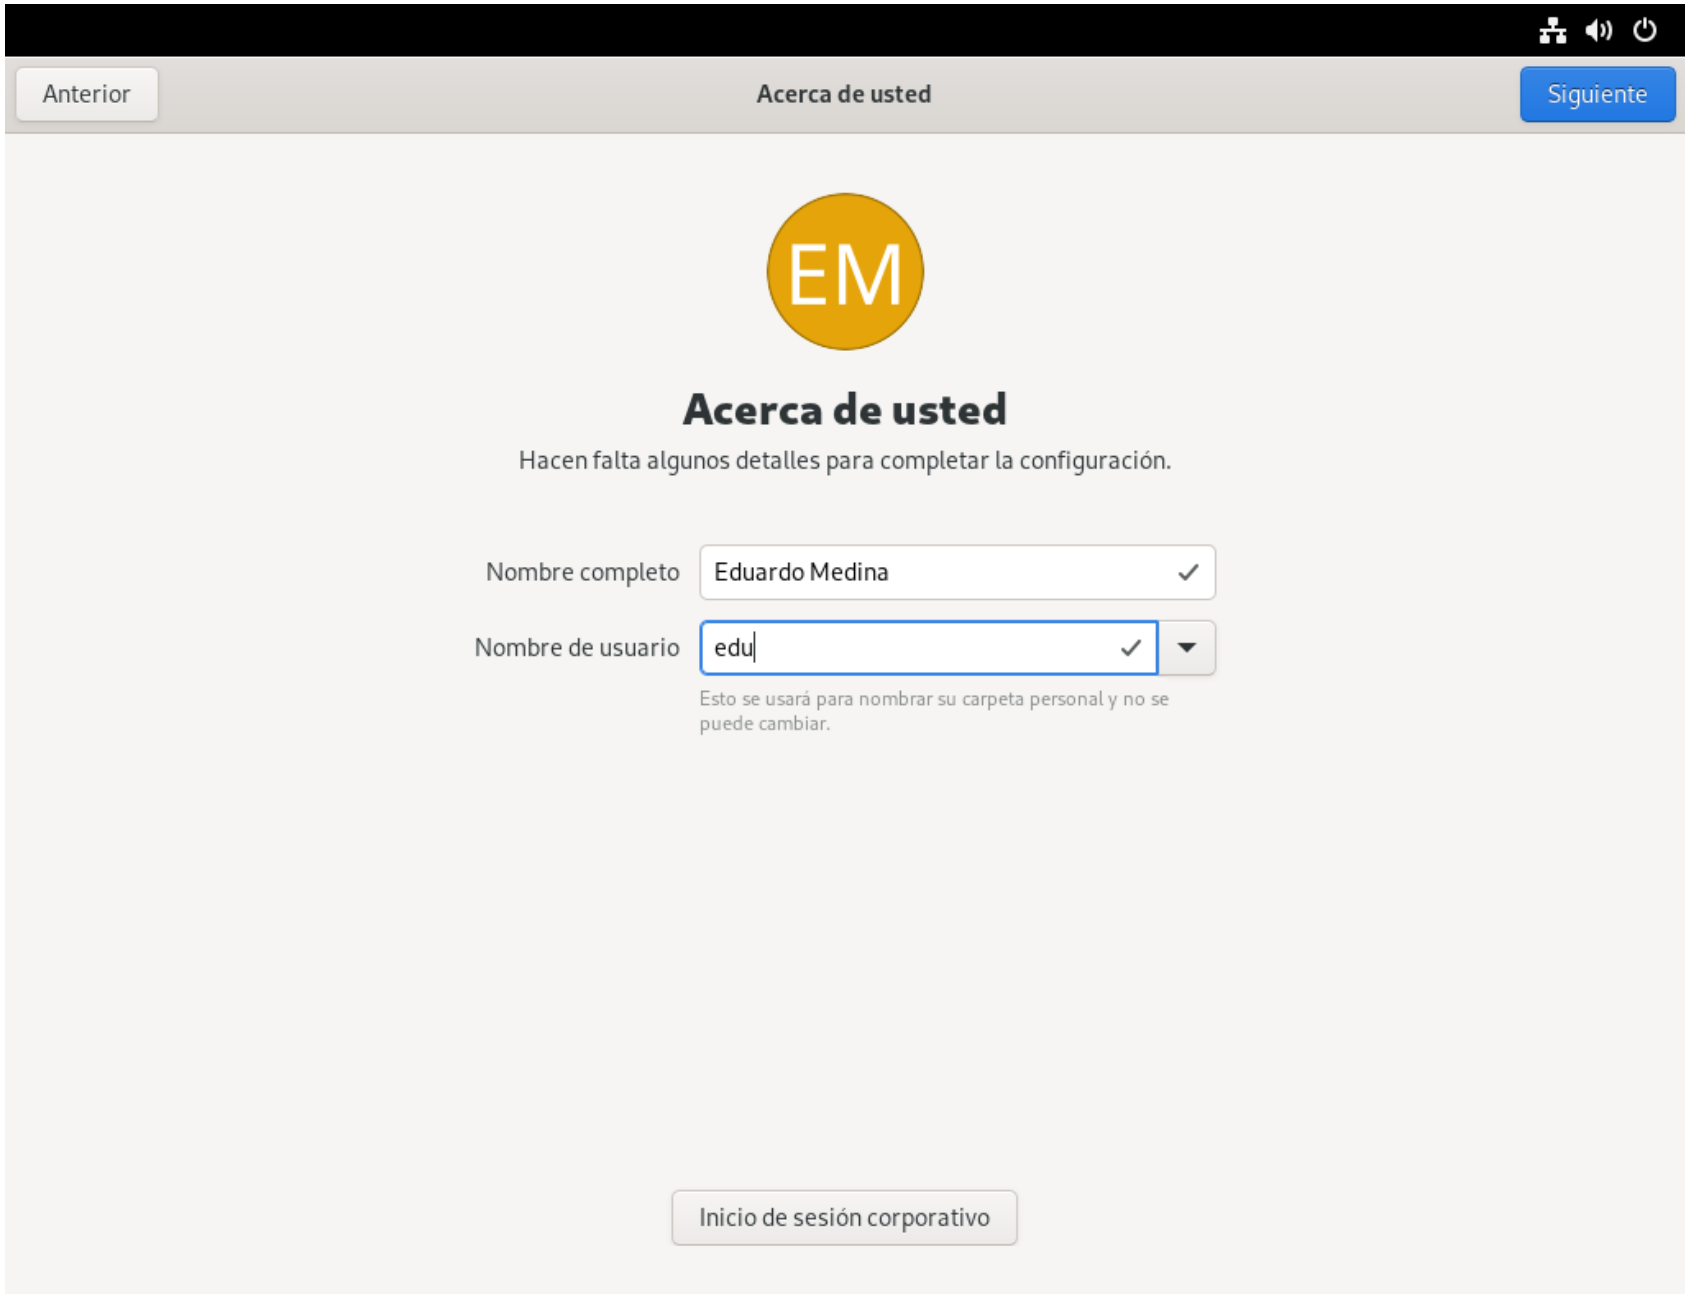 Anterior
Acerca de usted
Siguiente
EM
Acerca de usted
Hacen falta algunos detalles para completar la configuración.
Nombre completo
Eduardo Medina
Nombre de usuario
edu
Esto se usará para nombrar su carpeta personal y no se
puede cambiar.
Inicio de sesión corporativo